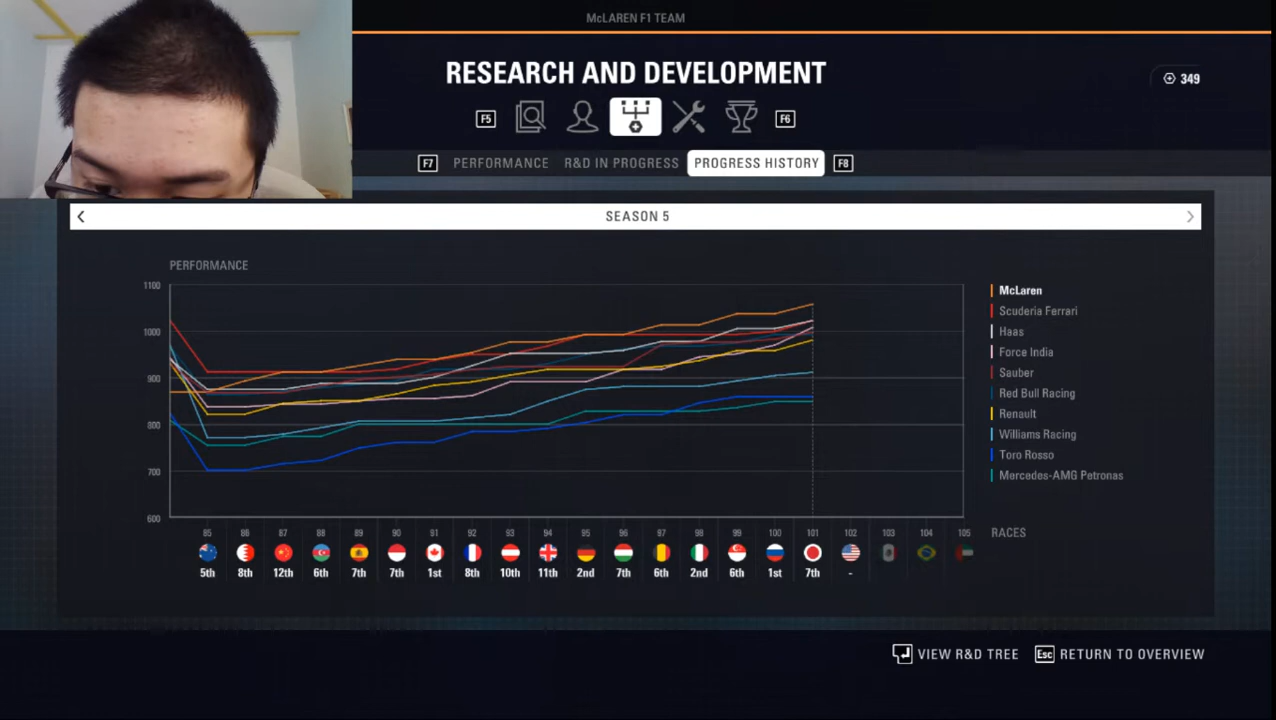 McLAREN F1 TEAM
RESEARCH AND DEVELOPMENT
349
F5 F6
F7 PERFORMANCE R&D IN PROGRESS PROGRESS HISTORY F8
SEASON 5
PERFORMANCE
1100
1000
900
800
700
600
McLaren
Scuderia Ferrari
Haas
Force India
Sauber
Red Bull Racing
Renault
Williams Racing
Toro Rosso
Mercedes-AMG Petronas
85 86 87 88 89 90 91 92 93 94 95 96 97 98 99 100 101 102 103 104 105 RACES
5th 8th 12th 6th 7th 7th 1st 8th 10th 11th 2nd 7th 6th 2nd 6th 1st 7th -
VIEW R&D TREE Esc RETURN TO OVERVIEW